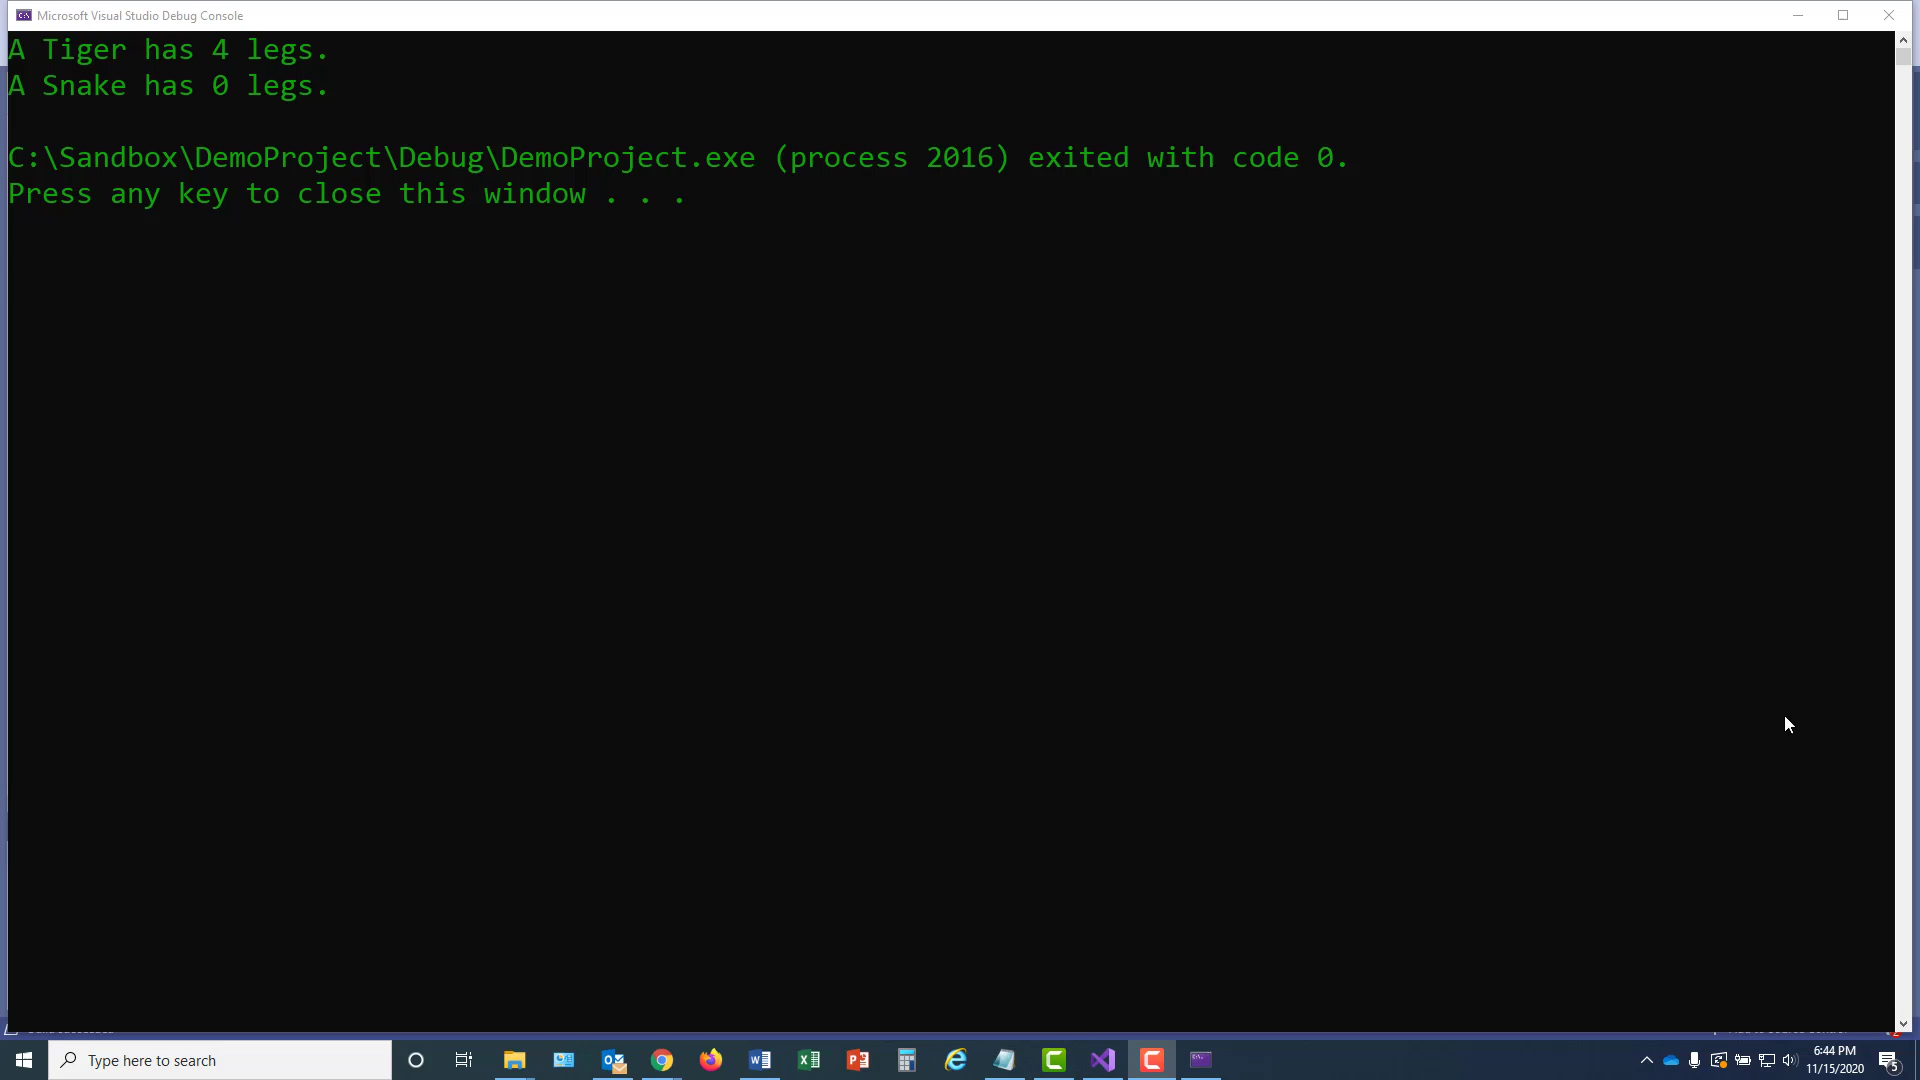 Microsoft Visual Studio Debug Console
A Tiger has 4 legs.
A Snake has 0 legs.
C:\Sandbox\DemoProject\Debug\DemoProject.exe (process 2016) exited with code 0.
Press any key to close this window . . .
Type here to search
6:44 PM
11/15/2020
5